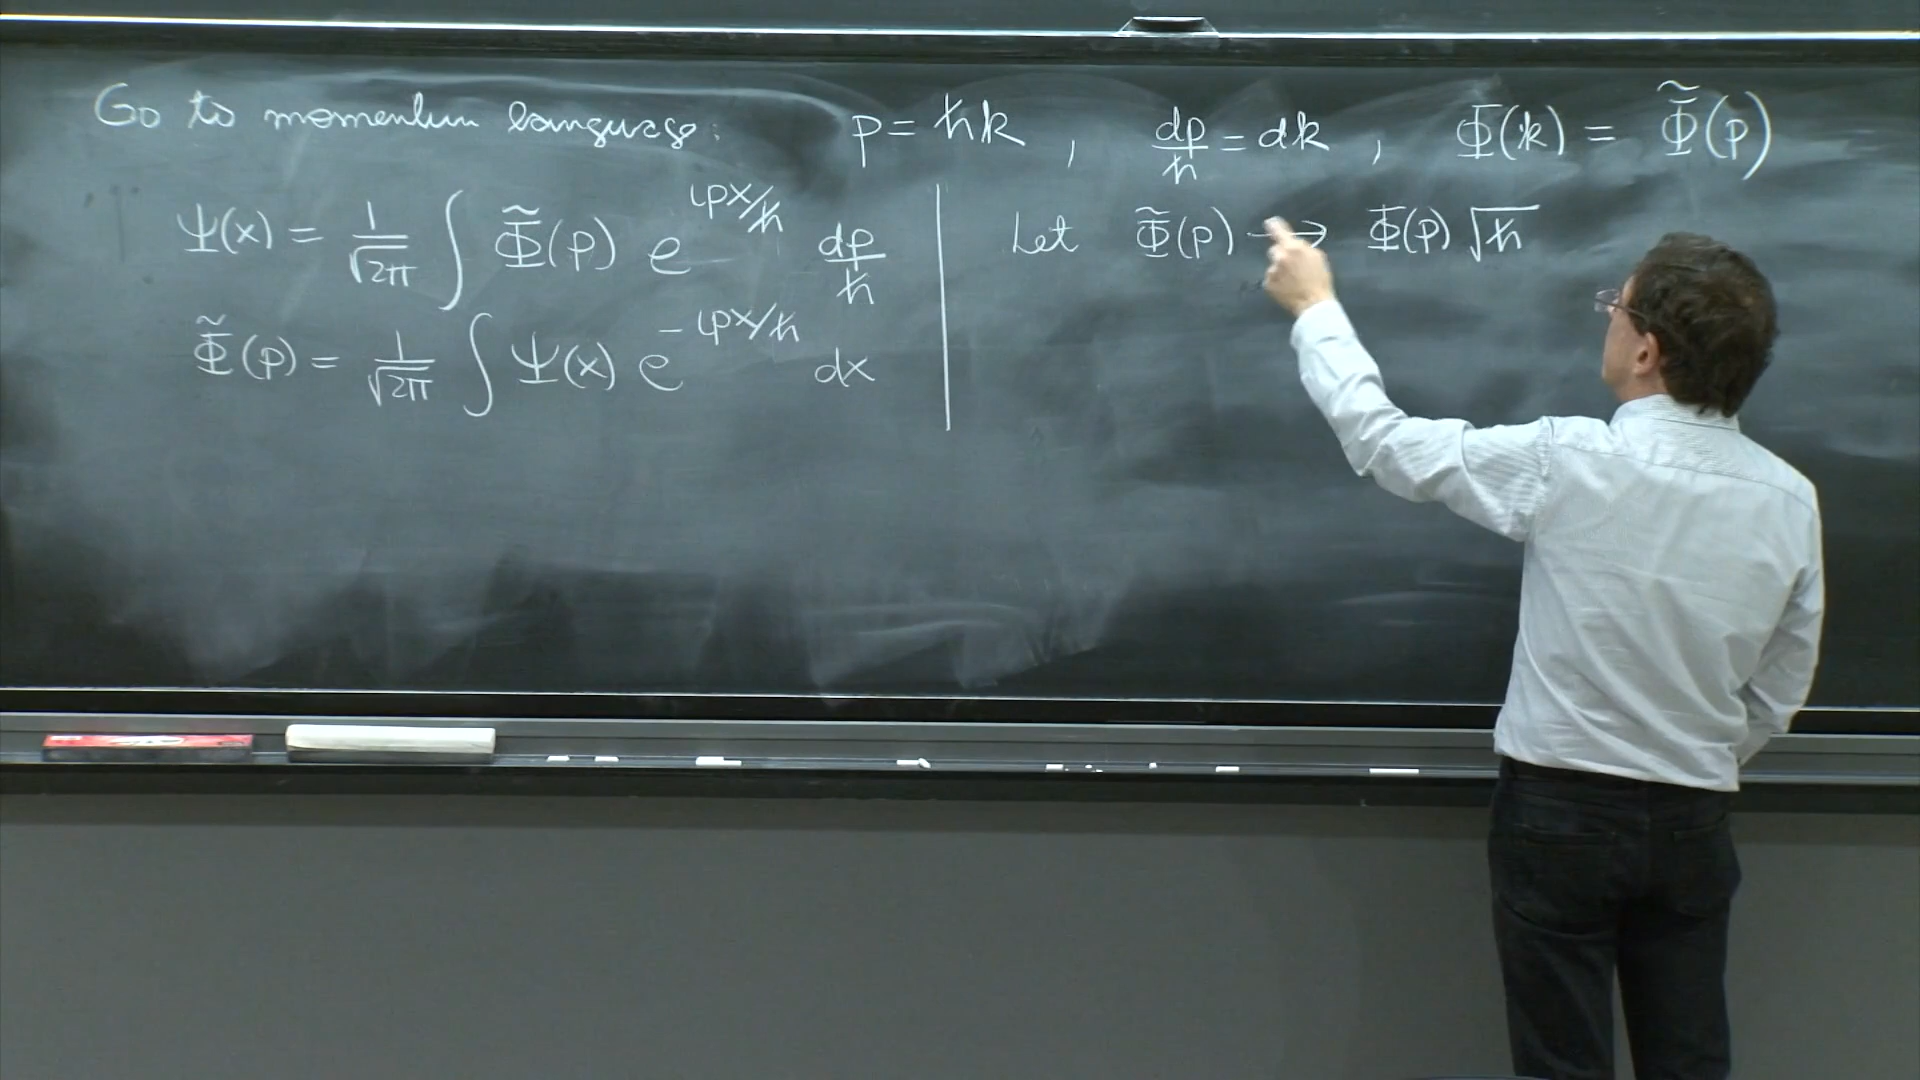 Go to momentum language: p = ħk , dp/ħ = dk , Φ(k) = Φ̃(p)
Ψ(x) = 1/√2π ∫ Φ̃(p) e^{ipx/ħ} dp/ħ
Φ̃(p) = 1/√2π ∫ Ψ(x) e^{-ipx/ħ} dx
Let Φ̃(p) → Φ(p) √ħ